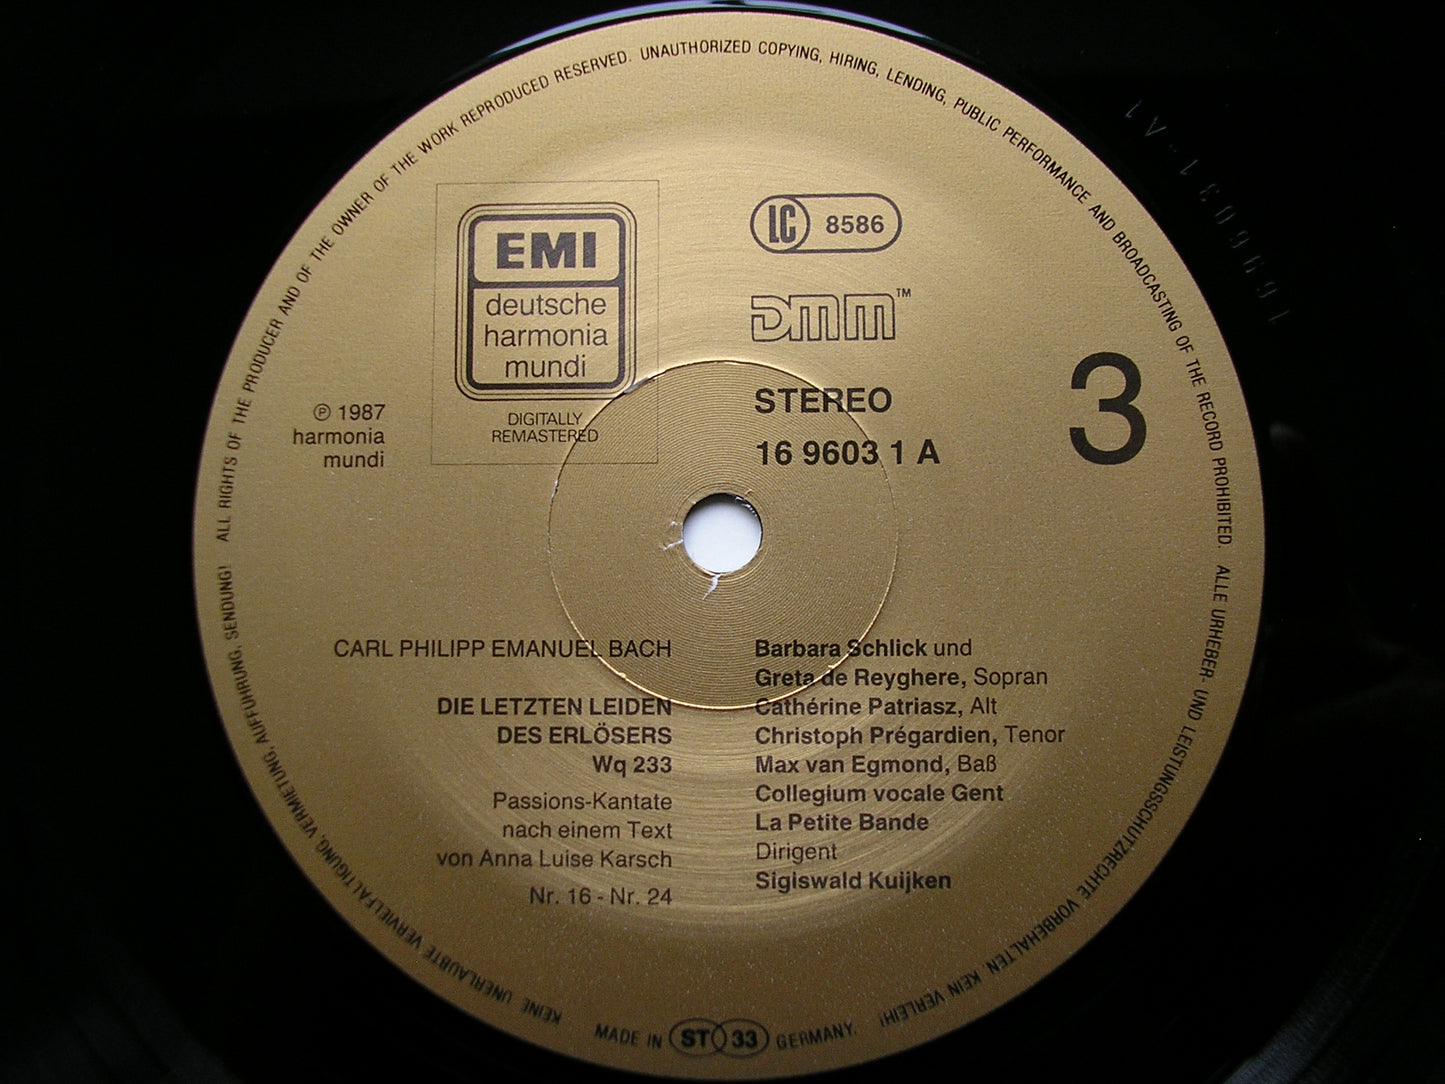 ALL RIGHTS OF THE PRODUCER AND OF THE OWNER OF THE WORK REPRODUCED RESERVED. UNAUTHORIZED COPYING, HIRING, LENDING, PUBLIC PERFORMANCE AND BROADCASTING OF THE RECORD PROHIBITED.
ALLE URHEBER- UND LEISTUNGSSCHUTZRECHTE VORBEHALTEN. KEIN VERLEIH!
KEINE UNERLAUBTE VERVIELFÄLTIGUNG, VERMIETUNG, AUFFÜHRUNG, SENDUNG!
EMI
deutsche
harmonia
mundi
DIGITALLY
REMASTERED
℗ 1987
harmonia
mundi
LC 8586
DMM™
STEREO
16 9603 1 A
3
CARL PHILIPP EMANUEL BACH
DIE LETZTEN LEIDEN
DES ERLÖSERS
Wq 233
Passions-Kantate
nach einem Text
von Anna Luise Karsch
Nr. 16 - Nr. 24
Barbara Schlick und
Greta de Reyghere, Sopran
Cathérine Patriasz, Alt
Christoph Prégardien, Tenor
Max van Egmond, Baß
Collegium vocale Gent
La Petite Bande
Dirigent
Sigiswald Kuijken
MADE IN ST 33 GERMANY.
169603 1-A1